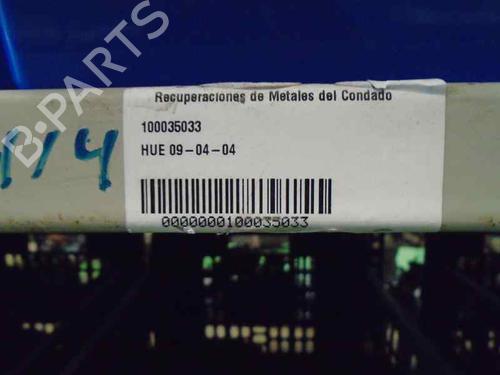 B-PARTS
Recuperaciones de Metales del Condado
100035033
HUE 09-04-04
0000000100035033